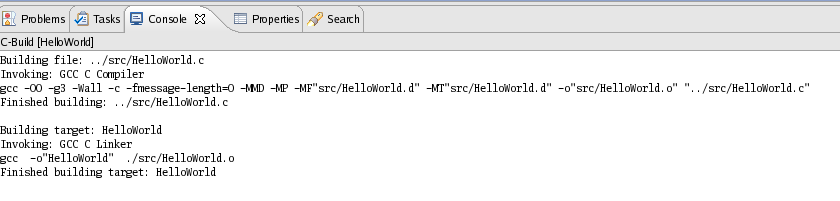 Problems Tasks Console Properties Search
C-Build [HelloWorld]
Building file: ../src/HelloWorld.c
Invoking: GCC C Compiler
gcc -O0 -g3 -Wall -c -fmessage-length=0 -MMD -MP -MF"src/HelloWorld.d" -MT"src/HelloWorld.d" -o"src/HelloWorld.o" "../src/HelloWorld.c"
Finished building: ../src/HelloWorld.c
Building target: HelloWorld
Invoking: GCC C Linker
gcc  -o"HelloWorld"  ./src/HelloWorld.o
Finished building target: HelloWorld